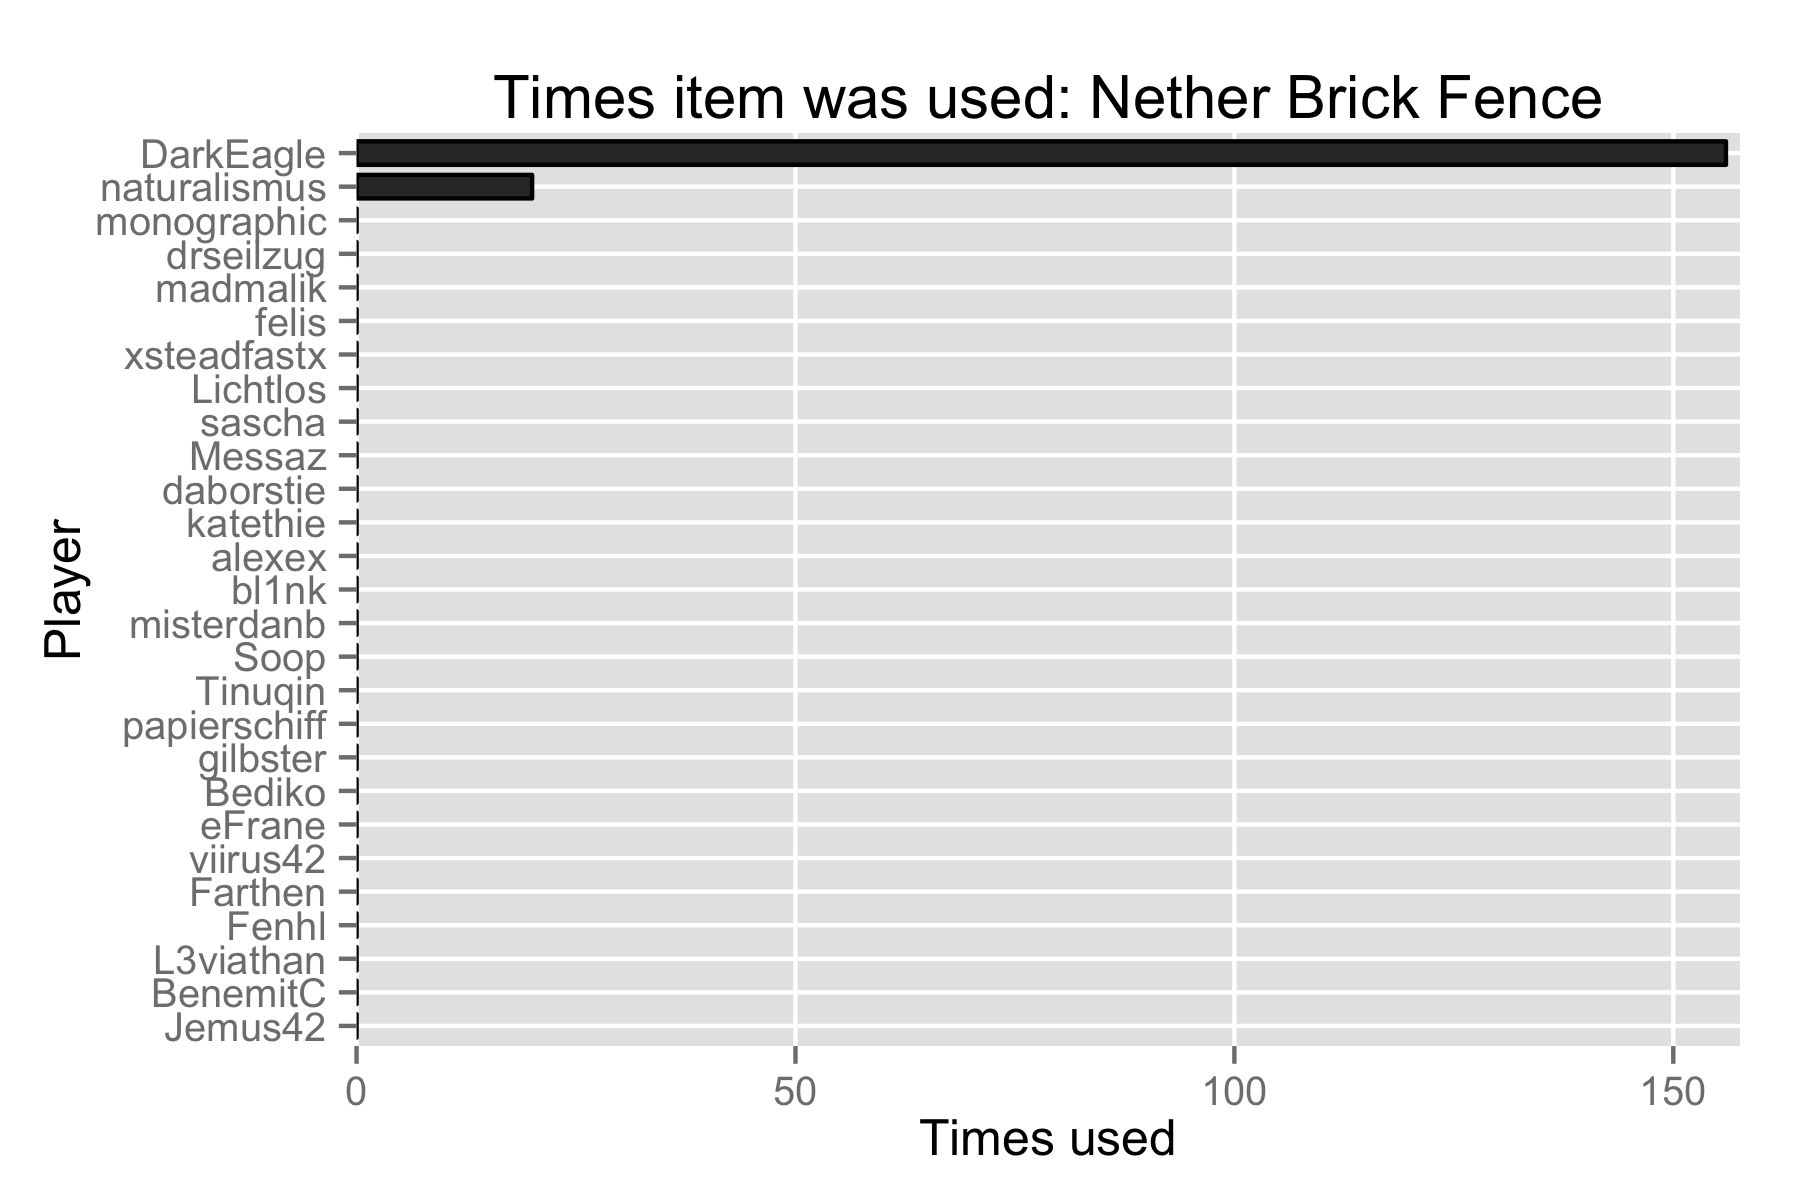 Times item was used: Nether Brick Fence
DarkEagle
naturalismus
monographic
drseilzug
madmalik
felis
xsteadfastx
Lichtlos
sascha
Messaz
daborstie
katethie
alexex
bl1nk
misterdanb
Soop
Tinuqin
papierschiff
gilbster
Bediko
eFrane
viirus42
Farthen
Fenhl
L3viathan
BenemitC
Jemus42
Player
0 50 100 150
Times used